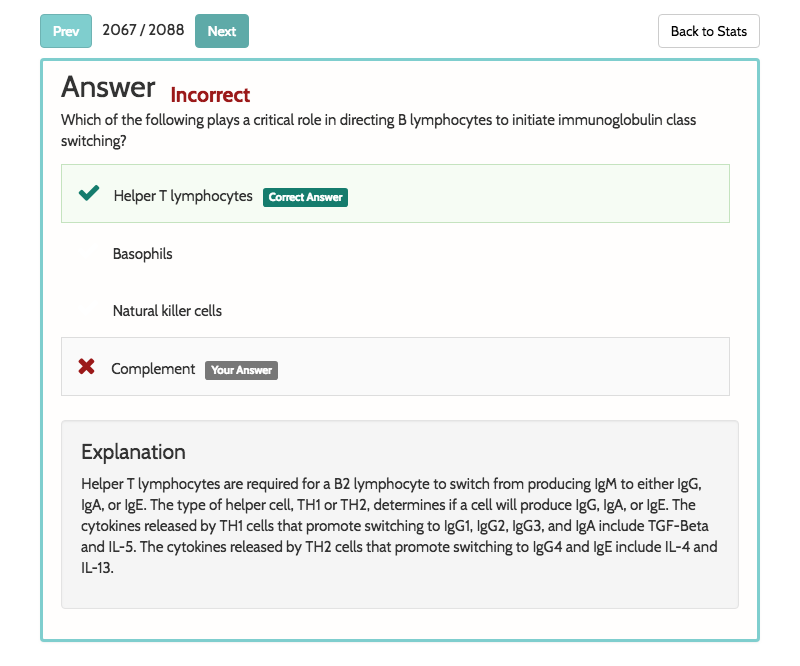 Prev 2067 / 2088 Next Back to Stats
Answer Incorrect
Which of the following plays a critical role in directing B lymphocytes to initiate immunoglobulin class
switching?
Helper T lymphocytes Correct Answer
Basophils
Natural killer cells
Complement Your Answer
Explanation
Helper T lymphocytes are required for a B2 lymphocyte to switch from producing IgM to either IgG,
IgA, or IgE. The type of helper cell, TH1 or TH2, determines if a cell will produce IgG, IgA, or IgE. The
cytokines released by TH1 cells that promote switching to IgG1, IgG2, IgG3, and IgA include TGF-Beta
and IL-5. The cytokines released by TH2 cells that promote switching to IgG4 and IgE include IL-4 and
IL-13.